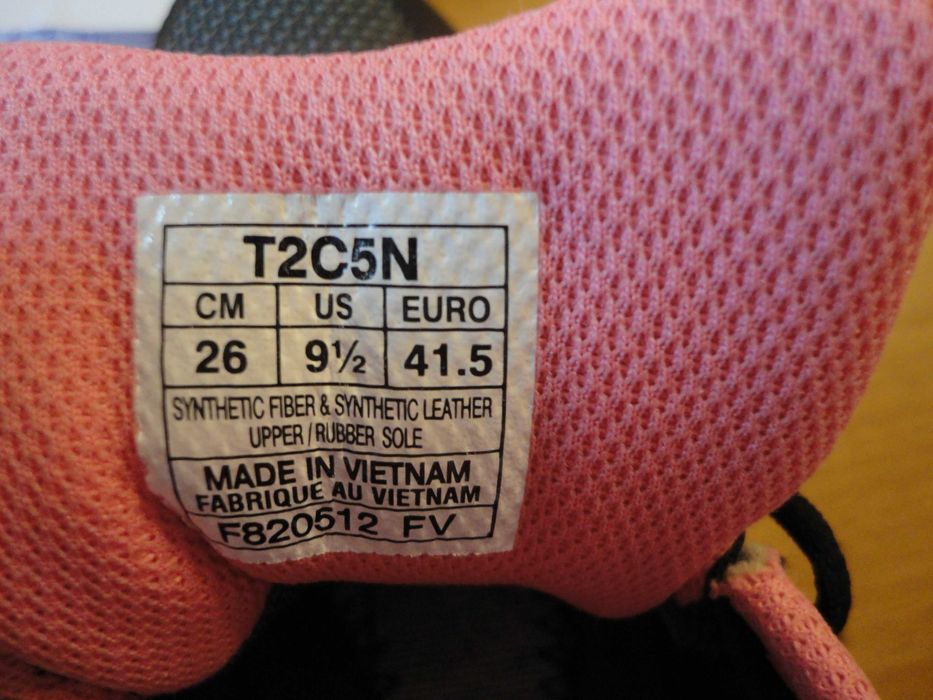 T2C5N
CM US EURO
26 9½ 41.5
SYNTHETIC FIBER & SYNTHETIC LEATHER
UPPER / RUBBER SOLE
MADE IN VIETNAM
FABRIQUE AU VIETNAM
F820512 FV